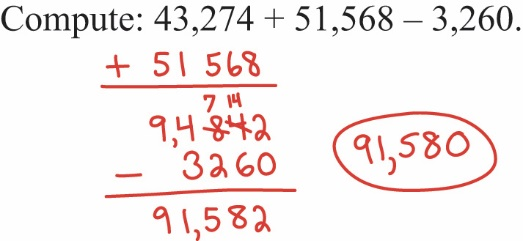 Compute: 43,274 + 51,568 – 3,260.
+ 51 568
7 14
9,4 842
91,580
– 3260
91,582